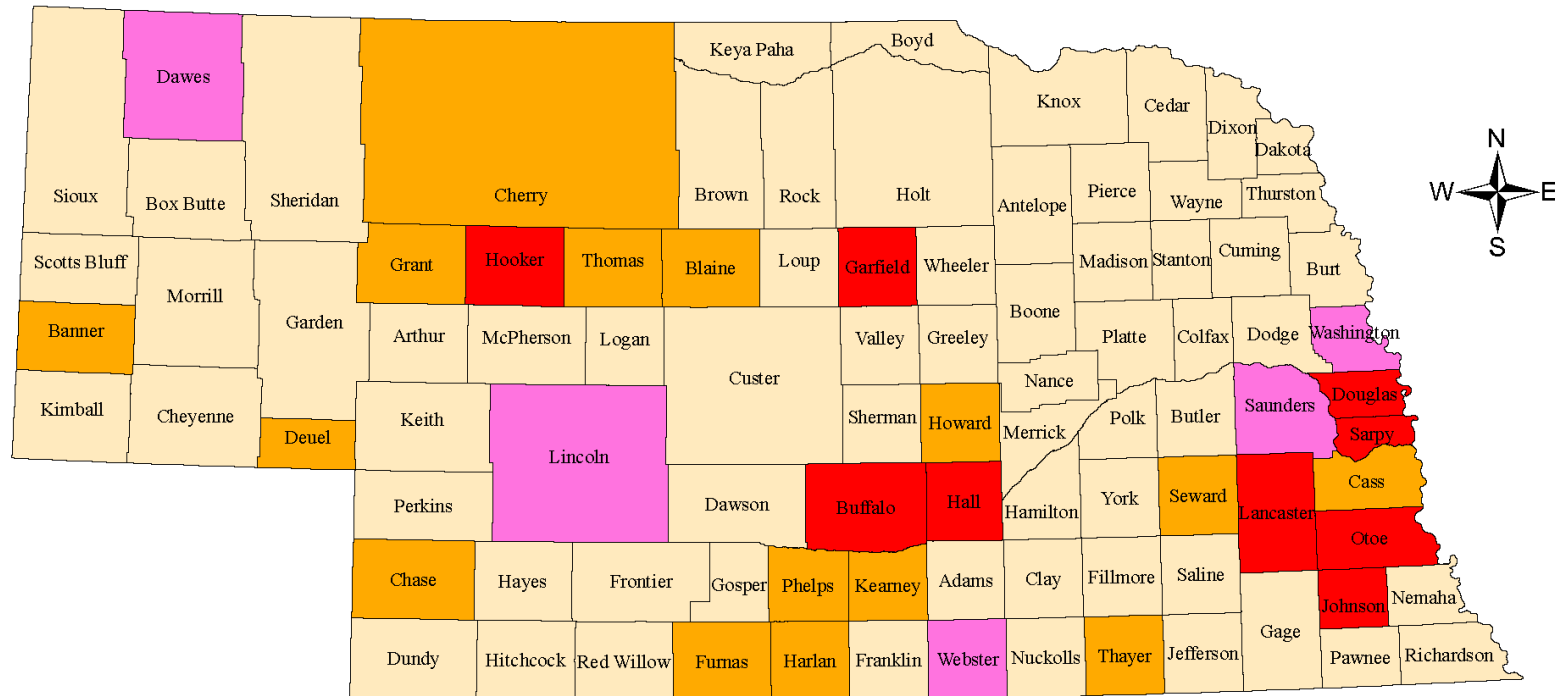 Keya Paha
Boyd
Dawes
Knox
Cedar
Dixon
Dakota
Sioux
Box Butte
Sheridan
Cherry
Brown
Rock
Holt
Antelope
Pierce
Wayne
Thurston
N
W
E
S
Scotts Bluff
Grant
Hooker
Thomas
Blaine
Loup
Garfield
Wheeler
Madison
Stanton
Cuming
Burt
Morrill
Banner
Garden
Arthur
McPherson
Logan
Valley
Greeley
Boone
Platte
Colfax
Dodge
Washington
Custer
Nance
Kimball
Cheyenne
Deuel
Keith
Lincoln
Sherman
Howard
Merrick
Polk
Butler
Saunders
Douglas
Sarpy
Perkins
Dawson
Buffalo
Hall
Hamilton
York
Seward
Lancaster
Cass
Otoe
Chase
Hayes
Frontier
Gosper
Phelps
Kearney
Adams
Clay
Fillmore
Saline
Johnson
Nemaha
Dundy
Hitchcock
Red Willow
Furnas
Harlan
Franklin
Webster
Nuckolls
Thayer
Jefferson
Gage
Pawnee
Richardson